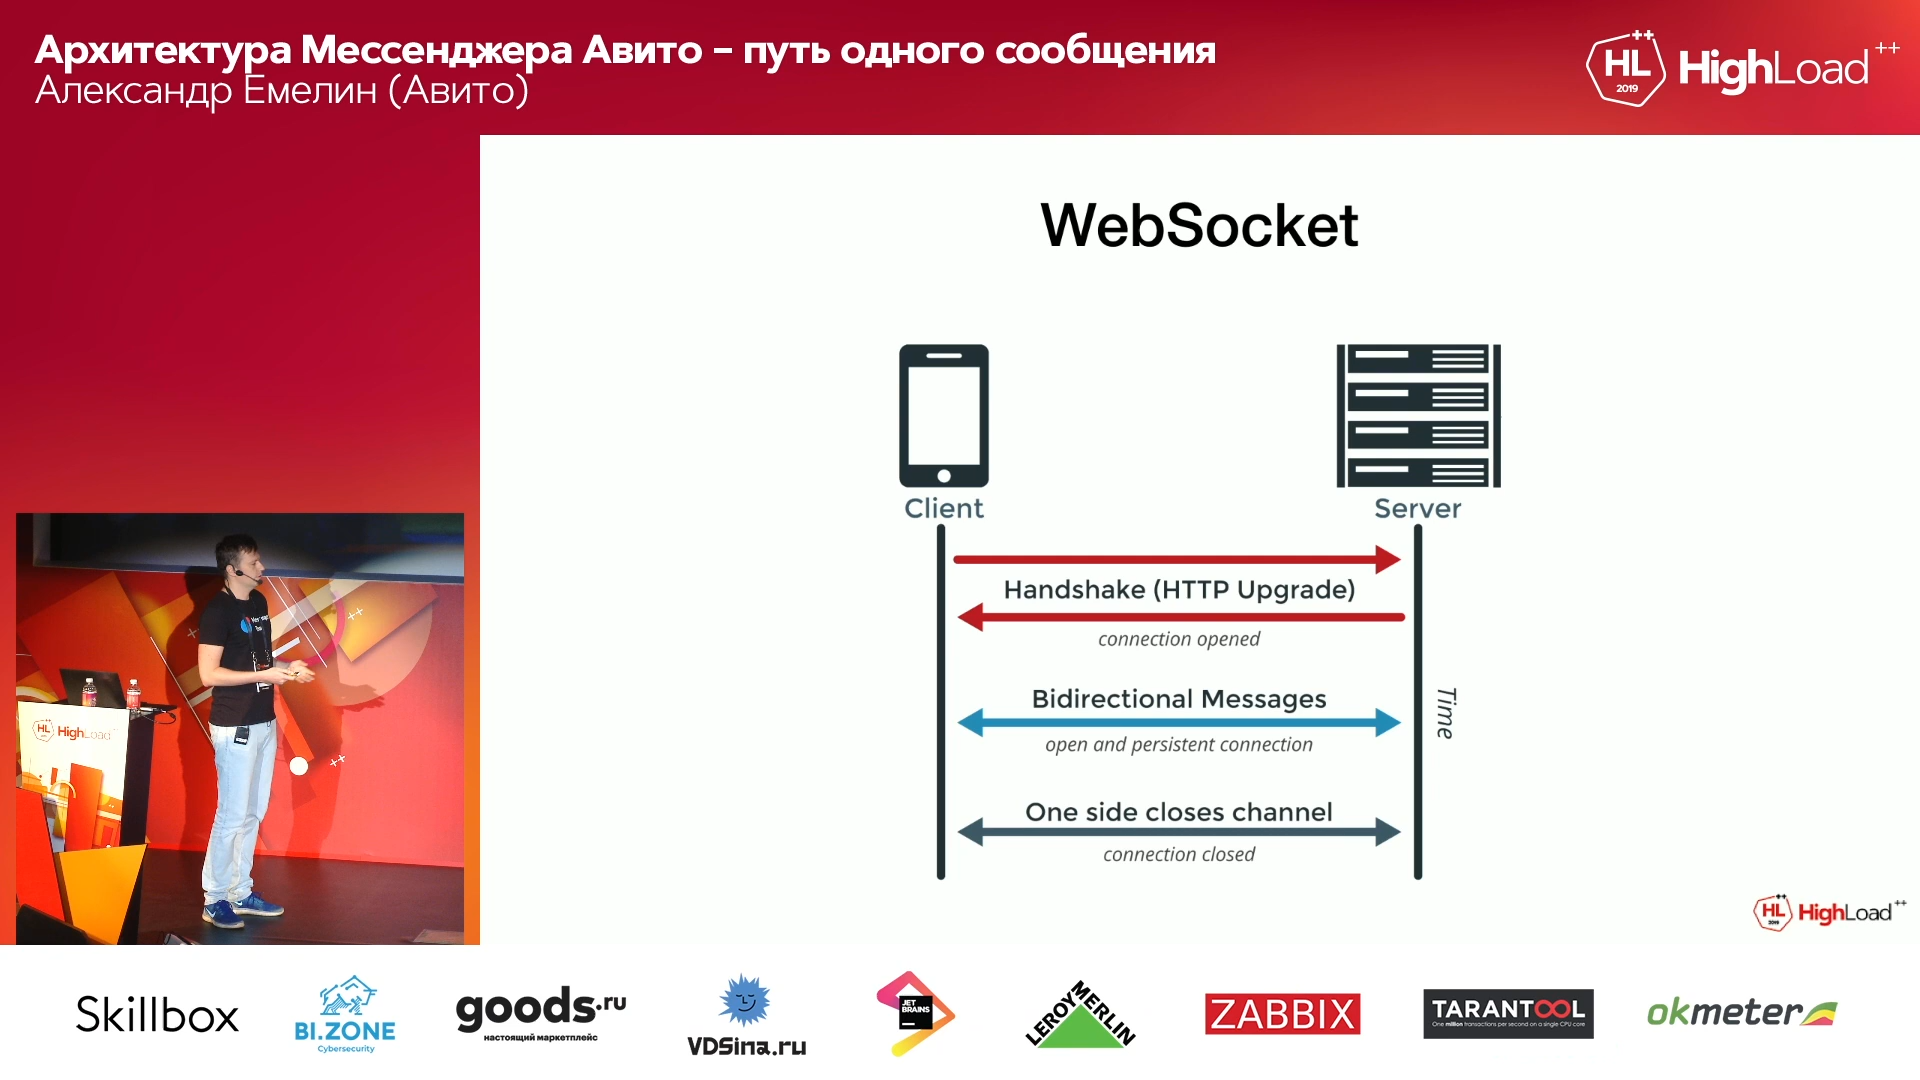 Архитектура Мессенджера Авито – путь одного сообщения
Александр Емелин (Авито)
HL
2019
HighLoad++
WebSocket
Client
Server
Handshake (HTTP Upgrade)
connection opened
Bidirectional Messages
open and persistent connection
Time
One side closes channel
connection closed
HL
2019
HighLoad++
HL
HighLoad
Skillbox
BI.ZONE
Cybersecurity
goods.ru
настоящий маркетплейс
VDSina.ru
JET
BRAINS
LEROY MERLIN
ZABBIX
TARANTOOL
One million transactions per second on a single CPU core
okmeter